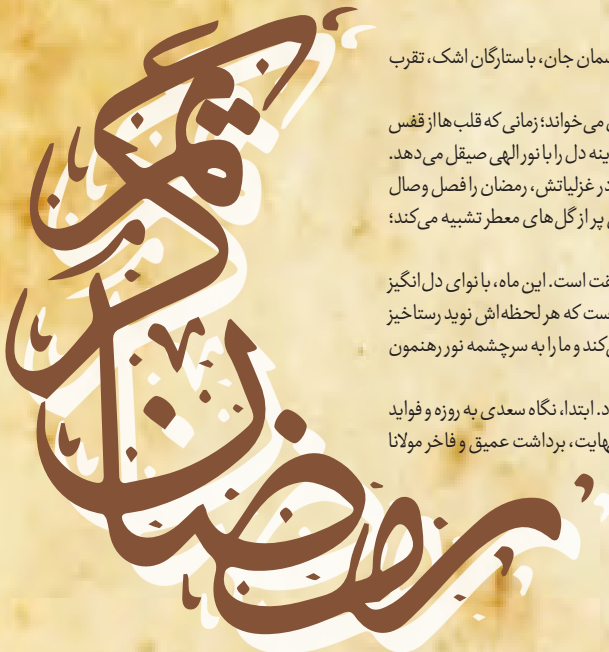 سمان جان، با ستارگان اشک، تقرب
ی می‌خواند؛ زمانی که قلب‌ها از قفس
ینه دل را با نور الهی صیقل می‌دهد.
در غزلیاتش، رمضان را فصل وصال
ی پر از گل‌های معطر تشبیه می‌کند؛
قت است. این ماه، با نوای دل‌انگیز
ست که هر لحظه‌اش نوید رستاخیز
ی‌کند و ما را به سرچشمه نور رهنمون
د. ابتدا، نگاه سعدی به روزه و فواید
هایت، برداشت عمیق و فاخر مولانا
رمضان کریم